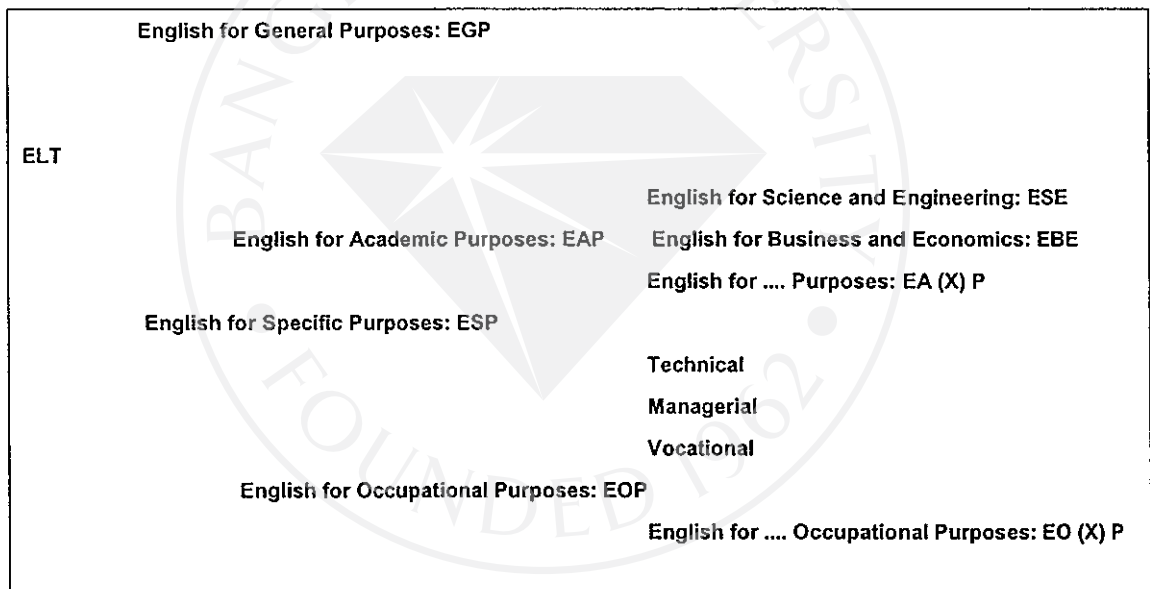 English for General Purposes: EGP
ELT
English for Science and Engineering: ESE
English for Academic Purposes: EAP English for Business and Economics: EBE
English for .... Purposes: EA (X) P
English for Specific Purposes: ESP
Technical
Managerial
Vocational
English for Occupational Purposes: EOP
English for .... Occupational Purposes: EO (X) P
FOUNDED 1962